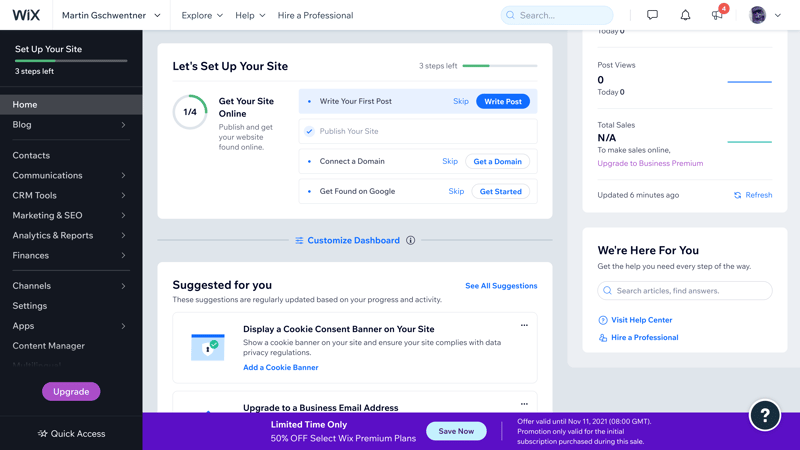 WiX
Martin Gschwentner
Explore
Help
Hire a Professional
Search...
4
Set Up Your Site
3 steps left
Home
Blog
Contacts
Communications
CRM Tools
Marketing & SEO
Analytics & Reports
Finances
Channels
Settings
Apps
Content Manager
Multilingual
Upgrade
Quick Access
Let's Set Up Your Site
3 steps left
1/4
Get Your Site
Online
Publish and get
your website
found online.
Write Your First Post
Skip
Write Post
Publish Your Site
Connect a Domain
Skip
Get a Domain
Get Found on Google
Skip
Get Started
Customize Dashboard
Suggested for you
See All Suggestions
These suggestions are regularly updated based on your progress and activity.
Display a Cookie Consent Banner on Your Site
Show a cookie banner on your site and ensure your site complies with data
privacy regulations.
Add a Cookie Banner
Upgrade to a Business Email Address
Today 0
Post Views
0
Today 0
Total Sales
N/A
To make sales online,
Upgrade to Business Premium
Updated 6 minutes ago
Refresh
We're Here For You
Get the help you need every step of the way.
Search articles, find answers.
Visit Help Center
Hire a Professional
Limited Time Only
50% OFF Select Wix Premium Plans
Save Now
Offer valid until Nov 11, 2021 (08:00 GMT).
Promotion only valid for the initial
subscription purchased during this sale.
?